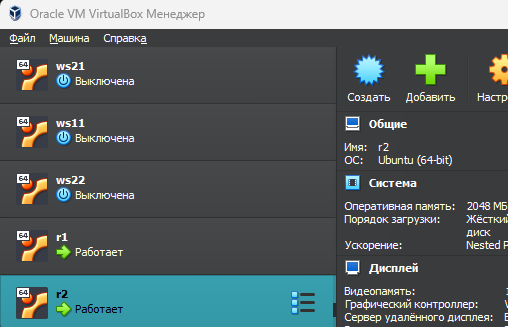 Oracle VM VirtualBox Менеджер
Файл Машина Справка
64 ws21
Выключена
64 ws11
Выключена
64 ws22
Выключена
64 r1
Работает
64 r2
Работает
Создать Добавить
Общие
Имя: r2
ОС: Ubuntu (64-bit)
Система
Оперативная память: 2048 МБ
Порядок загрузки: Жёсткий
диск
Ускорение: Nested
Дисплей
Видеопамять:
Графический контроллер:
Сервер удалённого дисплея: